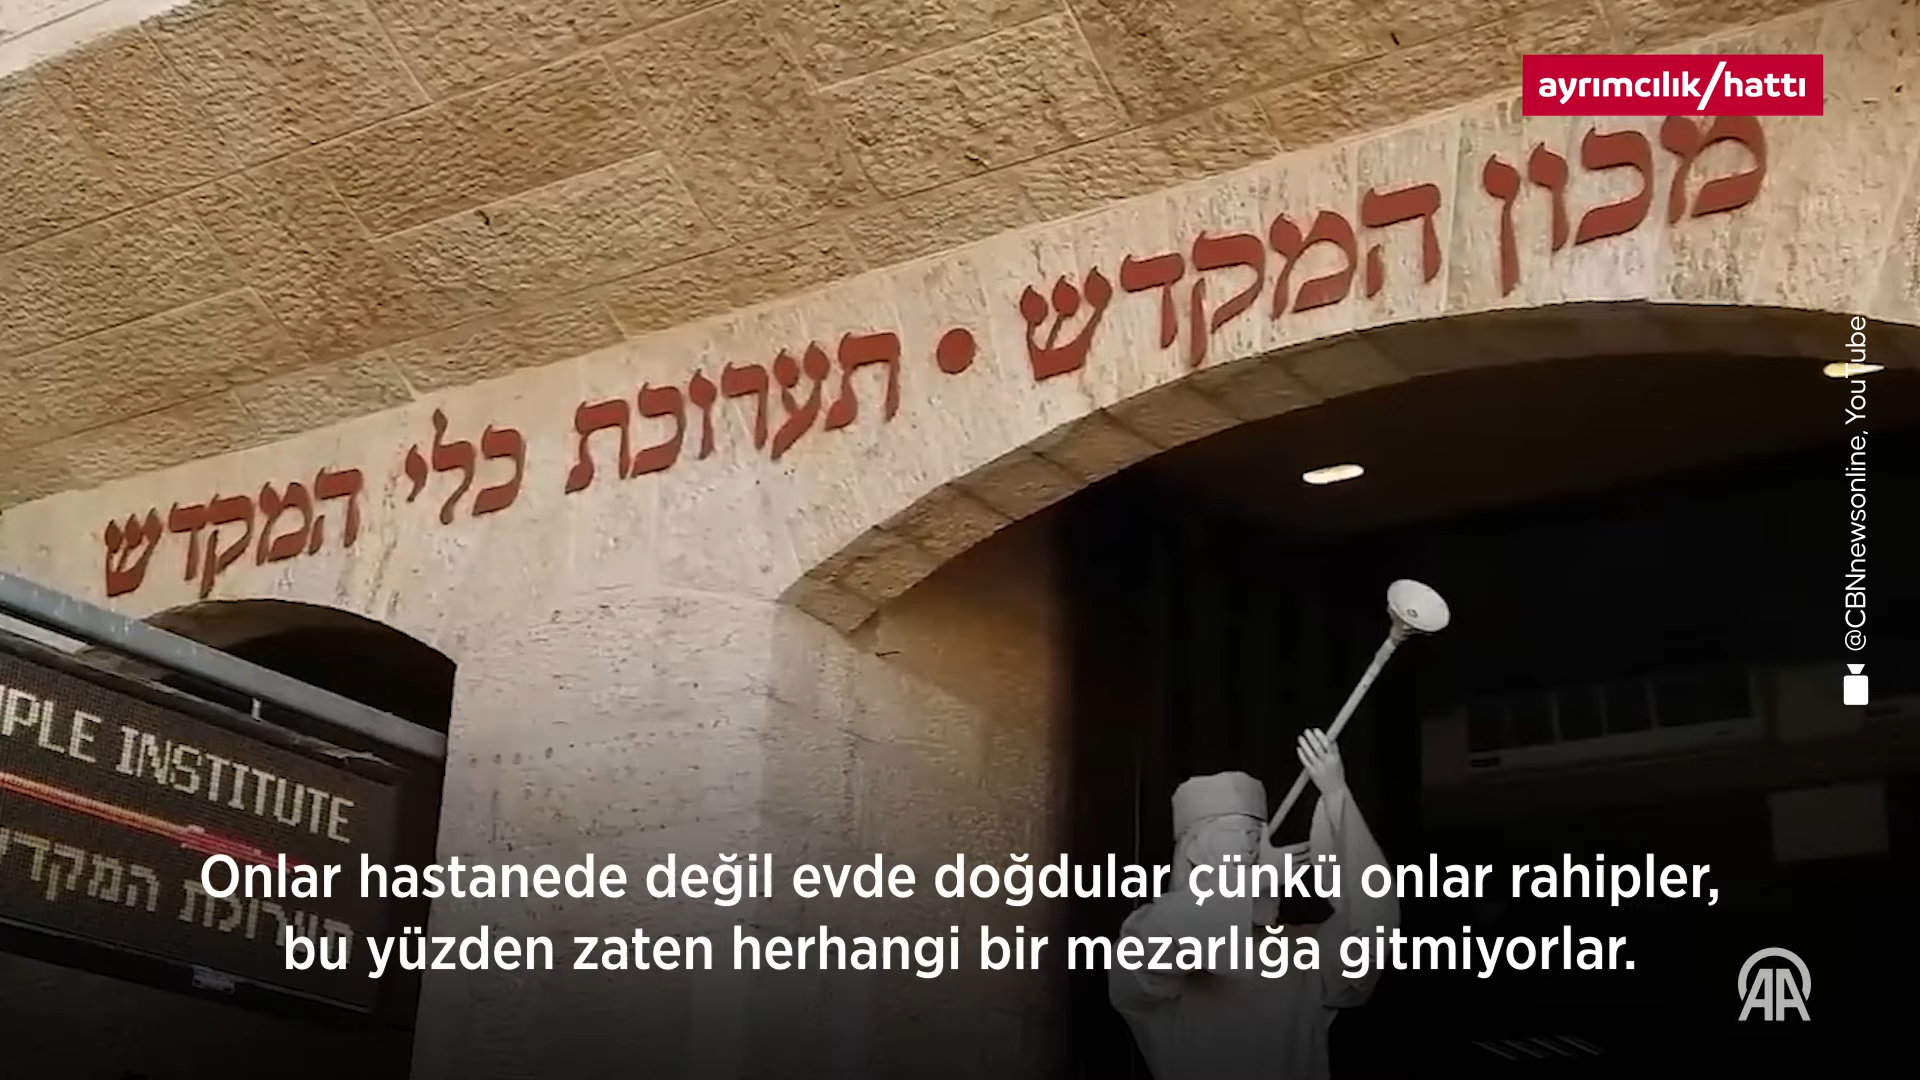 ayrımcılık/hattı
מכון המקדש • תערוכת כלי המקדש
@CBNnewsonline, YouTube
INSTITUTE
תערוכת המקדש
Onlar hastanede değil evde doğdular çünkü onlar rahipler,
bu yüzden zaten herhangi bir mezarlığa gitmiyorlar.
AA